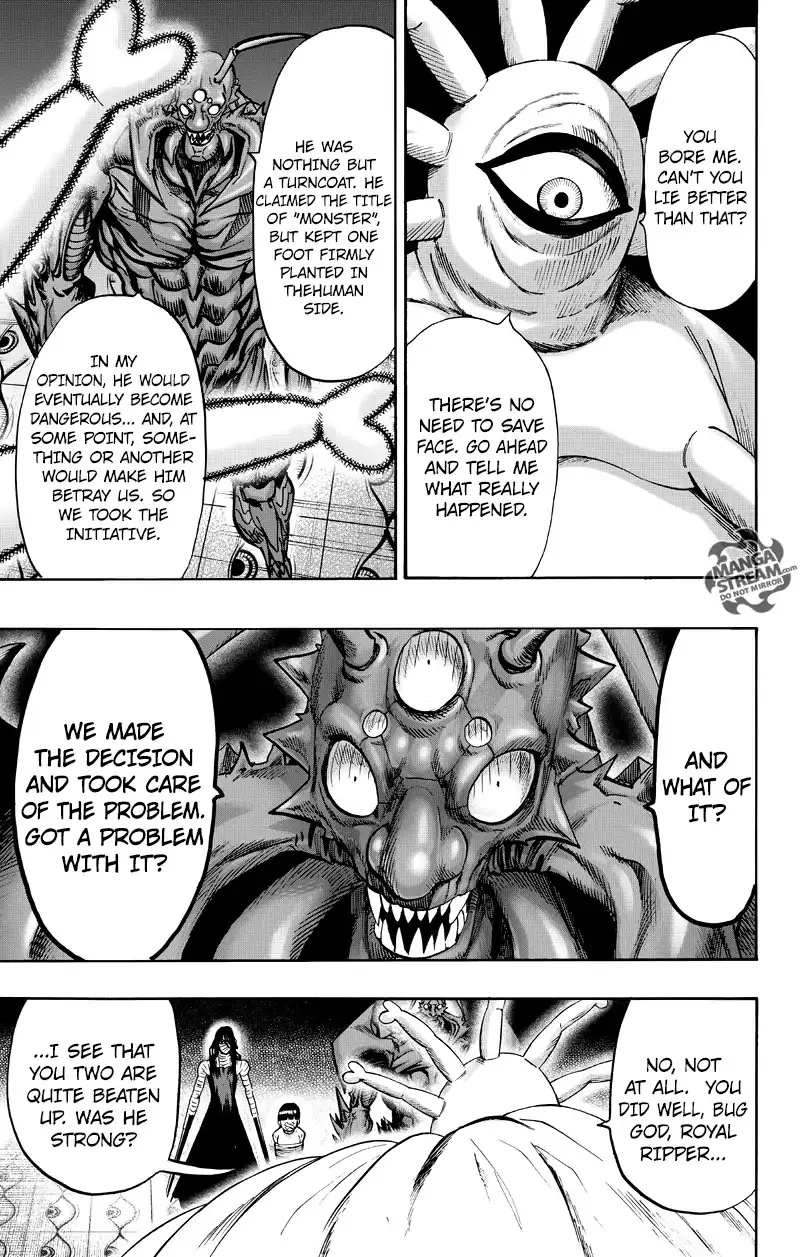 YOU
BORE ME.
CAN'T YOU
LIE BETTER
THAN THAT?
THERE'S NO
NEED TO SAVE
FACE. GO AHEAD
AND TELL ME
WHAT REALLY
HAPPENED.
HE WAS
NOTHING BUT
A TURNCOAT. HE
CLAIMED THE TITLE
OF "MONSTER",
BUT KEPT ONE
FOOT FIRMLY
PLANTED IN
THEHUMAN
SIDE.
IN MY
OPINION, HE WOULD
EVENTUALLY BECOME
DANGEROUS... AND, AT
SOME POINT, SOME-
THING OR ANOTHER
WOULD MAKE HIM
BETRAY US. SO
WE TOOK THE
INITIATIVE.
MANGA
STREAM.com
DO NOT MIRROR
AND
WHAT OF
IT?
WE MADE
THE DECISION
AND TOOK CARE
OF THE PROBLEM.
GOT A PROBLEM
WITH IT?
NO, NOT
AT ALL. YOU
DID WELL, BUG
GOD, ROYAL
RIPPER...
...I SEE THAT
YOU TWO ARE
QUITE BEATEN
UP. WAS HE
STRONG?